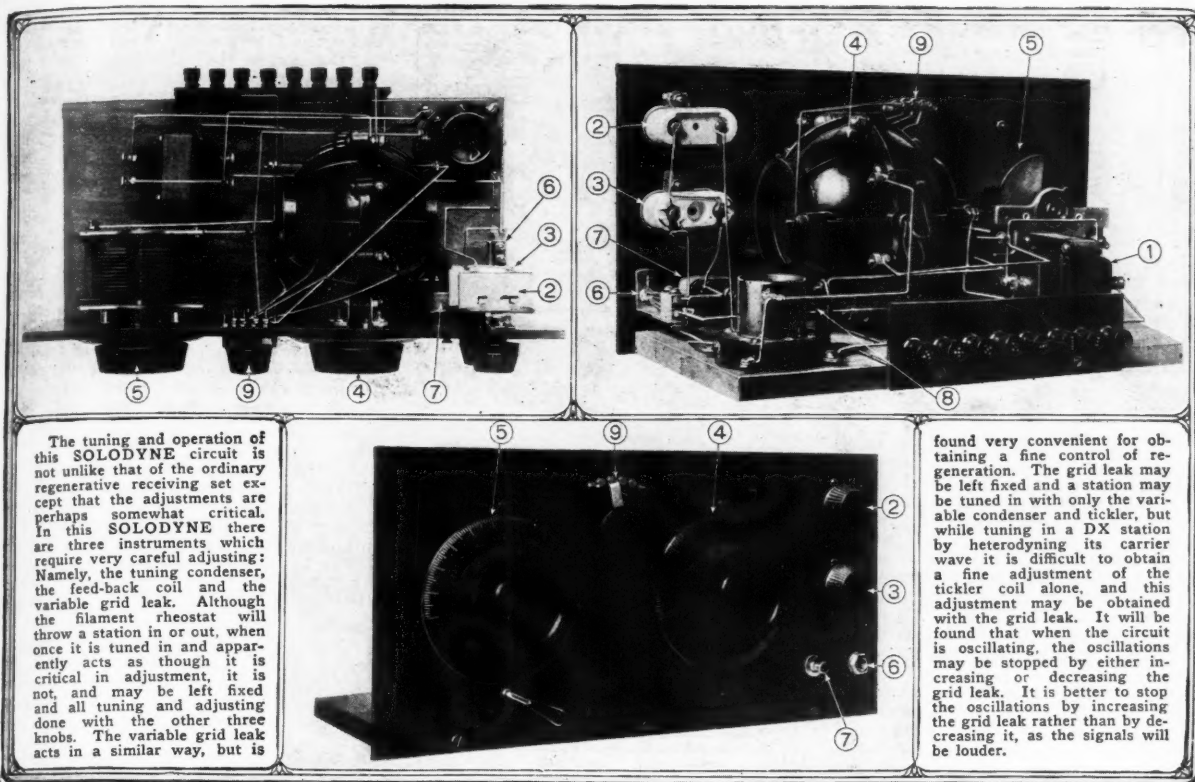 ④
⑨
⑤
②
⑥
③
③
②
⑦
①
⑥
⑤
⑨
④
⑦
⑧
The tuning and operation of
this SOLODYNE circuit is
not unlike that of the ordinary
regenerative receiving set ex-
cept that the adjustments are
perhaps somewhat critical.
In this SOLODYNE there
are three instruments which
require very careful adjusting:
Namely, the tuning condenser,
the feed-back coil and the
variable grid leak. Although
the filament rheostat will
throw a station in or out, when
once it is tuned in and appar-
ently acts as though it is
critical in adjustment, it is
not, and may be left fixed
and all tuning and adjusting
done with the other three
knobs. The variable grid leak
acts in a similar way, but is
⑤
⑨
④
②
③
⑥
⑦
found very convenient for ob-
taining a fine control of re-
generation. The grid leak may
be left fixed and a station may
be tuned in with only the vari-
able condenser and tickler, but
while tuning in a DX station
by heterodyning its carrier
wave it is difficult to obtain
a fine adjustment of the
tickler coil alone, and this
adjustment may be obtained
with the grid leak. It will be
found that when the circuit
is oscillating, the oscillations
may be stopped by either in-
creasing or decreasing the
grid leak. It is better to stop
the oscillations by increasing
the grid leak rather than by de-
creasing it, as the signals will
be louder.